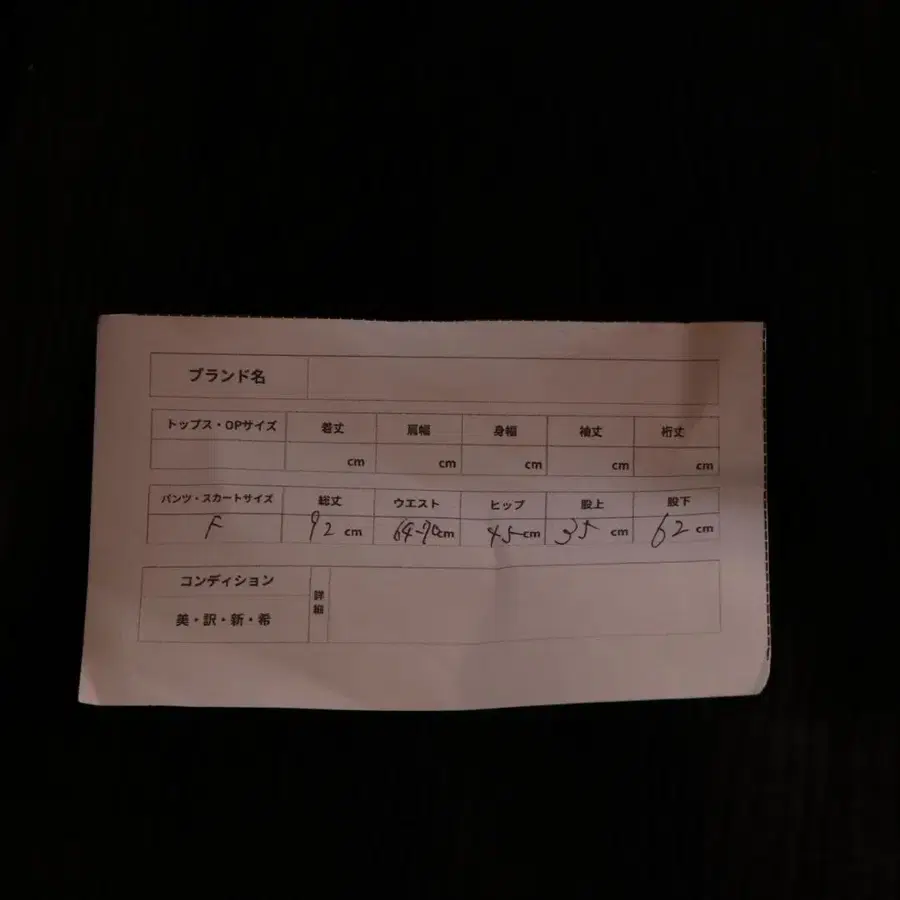 ブランド名
トップス・OPサイズ 着丈 肩幅 身幅 袖丈 裄丈
cm cm cm cm cm
パンツ・スカートサイズ 総丈 ウエスト ヒップ 股上 股下
F 92 cm 64-70cm 45cm 35 cm 62 cm
コンディション 詳細
美・訳・新・希